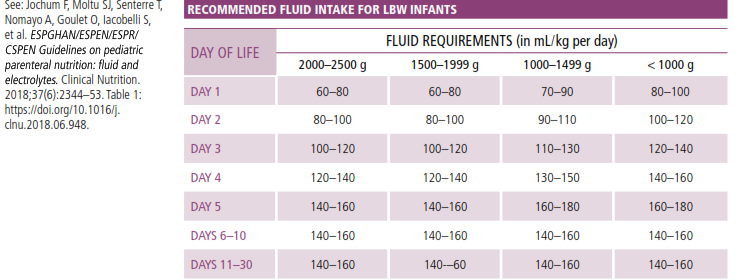 See: Jochum F, Moltu SJ, Senterre T,
Nomayo A, Goulet O, Iacobelli S,
et al. ESPGHAN/ESPEN/ESPR/
CSPEN Guidelines on pediatric
parenteral nutrition: fluid and
electrolytes. Clinical Nutrition.
2018;37(6):2344–53. Table 1:
https://doi.org/10.1016/j.
clnu.2018.06.948.
RECOMMENDED FLUID INTAKE FOR LBW INFANTS
DAY OF LIFE
FLUID REQUIREMENTS (in mL/kg per day)
2000–2500 g 1500–1999 g 1000–1499 g < 1000 g
DAY 1 60–80 60–80 70–90 80–100
DAY 2 80–100 80–100 90–110 100–120
DAY 3 100–120 100–120 110–130 120–140
DAY 4 120–140 120–140 130–150 140–160
DAY 5 140–160 140–160 160–180 160–180
DAYS 6–10 140–160 140–160 140–160 140–160
DAYS 11–30 140–160 140-–60 140–160 140–160